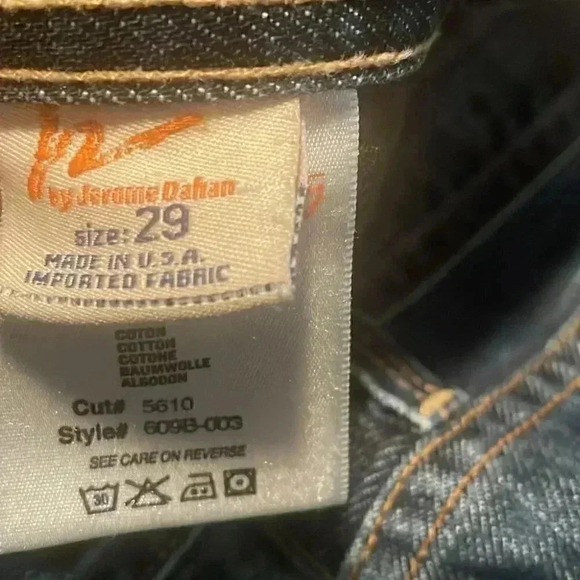 by Jerome Dahan
size: 29
MADE IN U.S.A.
IMPORTED FABRIC
COTON
COTTON
COTONE
BAUMWOLLE
ALGODON
Cut# 5610
Style# 609B-003
SEE CARE ON REVERSE
30